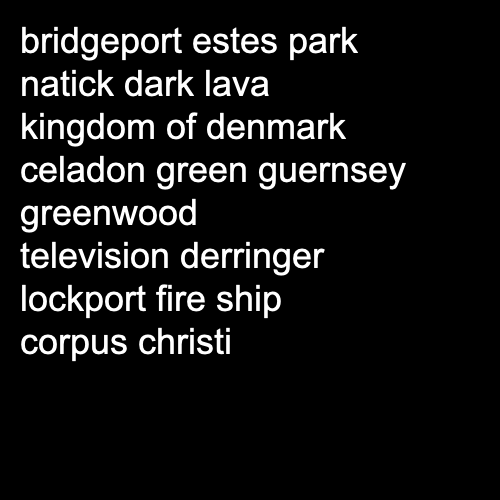 bridgeport estes park
natick dark lava
kingdom of denmark
celadon green guernsey
greenwood
television derringer
lockport fire ship
corpus christi